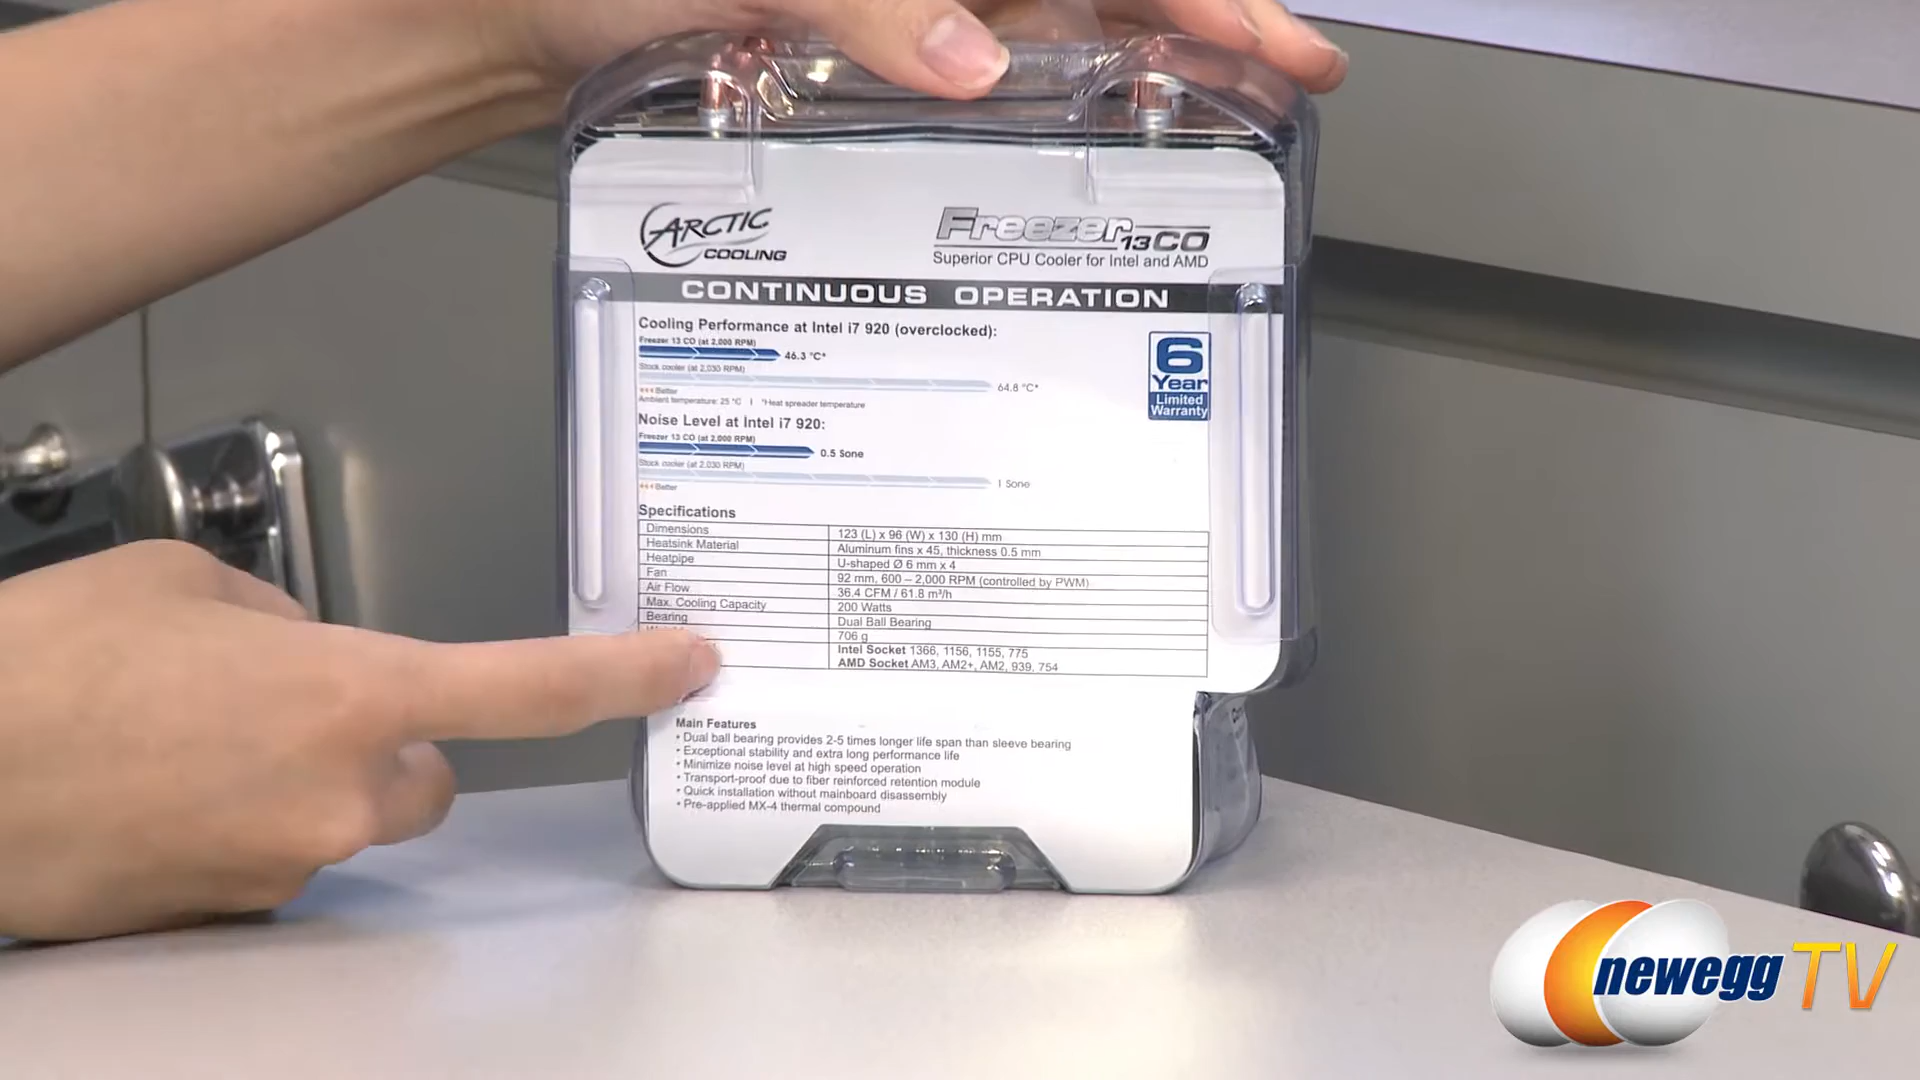 ARCTIC
COOLING
Freezer 13 CO
Superior CPU Cooler for Intel and AMD
CONTINUOUS OPERATION
Cooling Performance at Intel i7 920 (overclocked):
Freezer 13 CO (at 2,000 RPM)
46.3 °C*
Stock cooler (at 2,030 RPM)
64.8 °C*
Better
Ambient temperature: 25 °C | *Heat spreader temperature
6
Year
Limited
Warranty
Noise Level at Intel i7 920:
Freezer 13 CO (at 2,000 RPM)
0.5 Sone
Stock cooler (at 2,030 RPM)
1 Sone
Better
Specifications
Dimensions 123 (L) x 96 (W) x 130 (H) mm
Heatsink Material Aluminum fins x 45, thickness 0.5 mm
Heatpipe U-shaped Ø 6 mm x 4
Fan 92 mm, 600 – 2,000 RPM (controlled by PWM)
Air Flow 36.4 CFM / 61.8 m³/h
Max. Cooling Capacity 200 Watts
Bearing Dual Ball Bearing
706 g
Intel Socket 1366, 1156, 1155, 775
AMD Socket AM3, AM2+, AM2, 939, 754
Main Features
• Dual ball bearing provides 2-5 times longer life span than sleeve bearing
• Exceptional stability and extra long performance life
• Minimize noise level at high speed operation
• Transport-proof due to fiber reinforced retention module
• Quick installation without mainboard disassembly
• Pre-applied MX-4 thermal compound
newegg TV